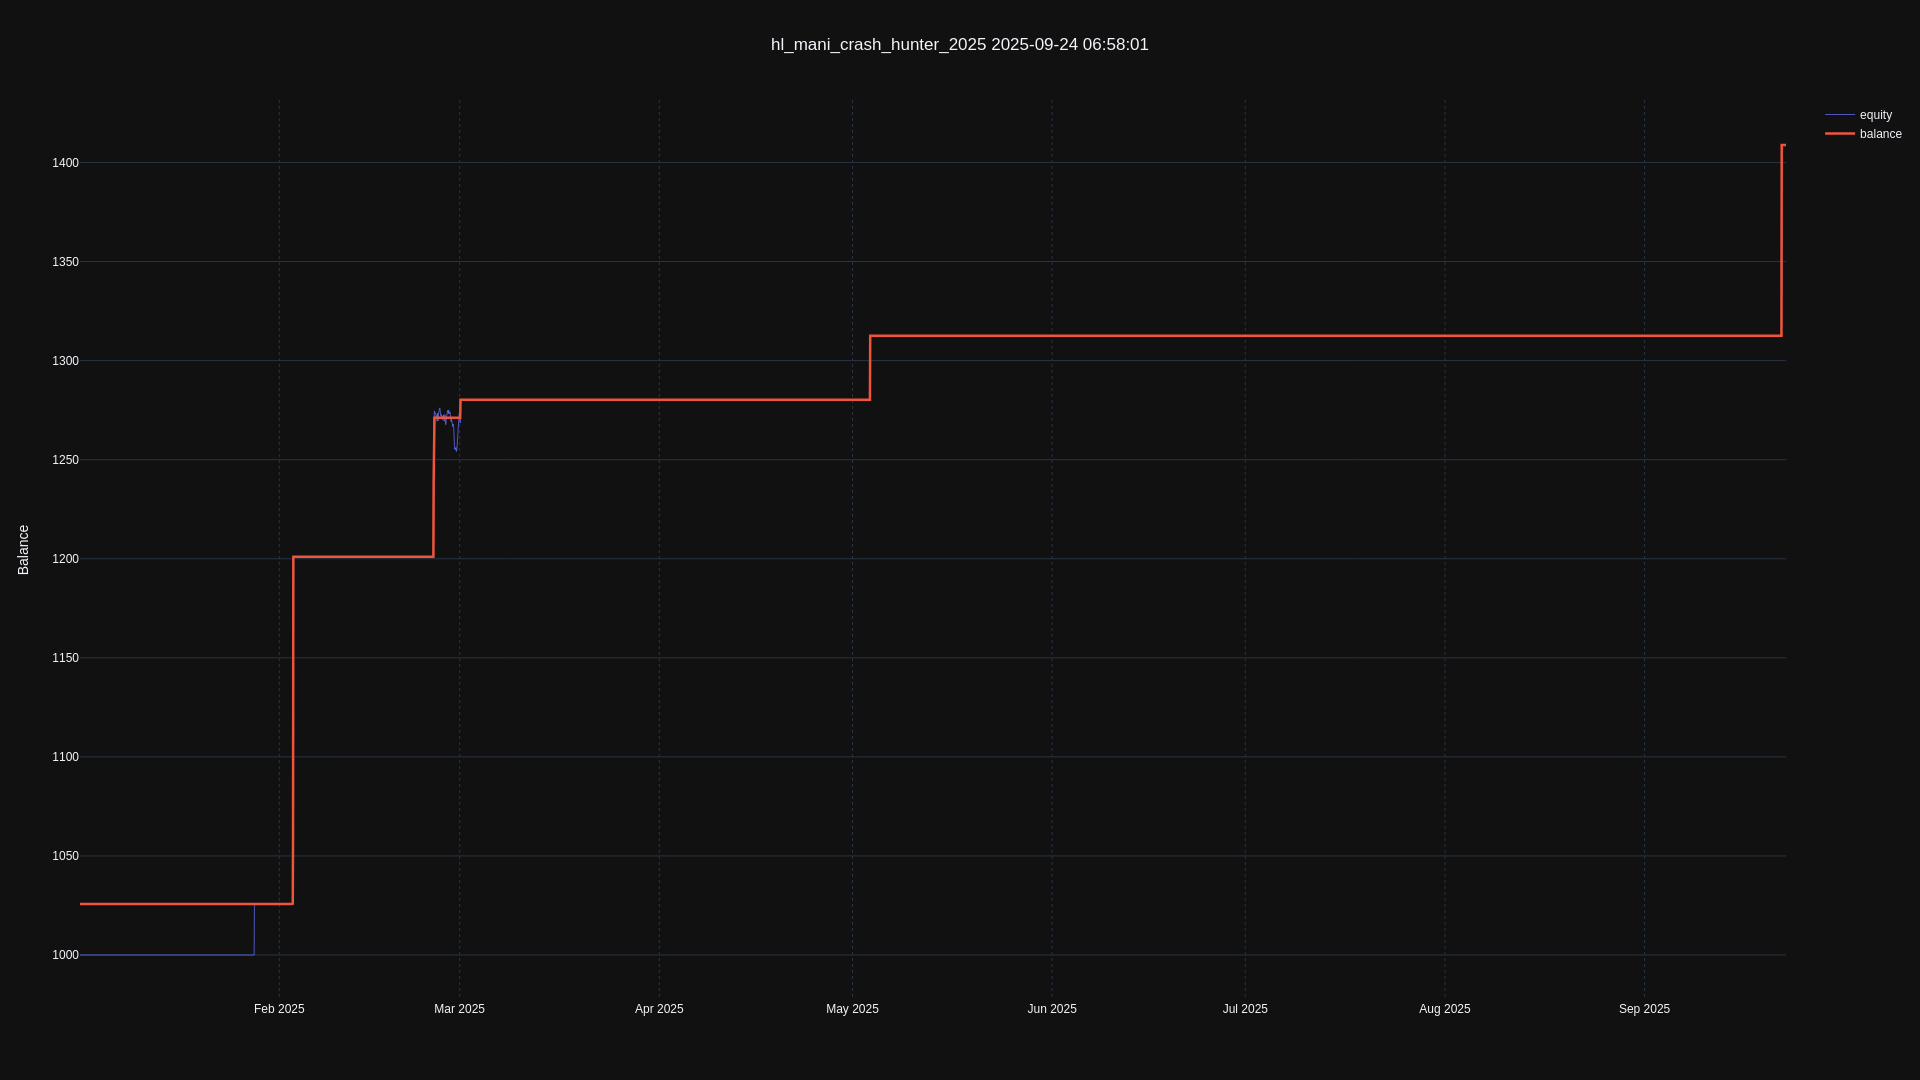 hl_mani_crash_hunter_2025 2025-09-24 06:58:01
equity
balance
1400
1350
1300
1250
1200
1150
1100
1050
1000
Balance
Feb 2025
Mar 2025
Apr 2025
May 2025
Jun 2025
Jul 2025
Aug 2025
Sep 2025